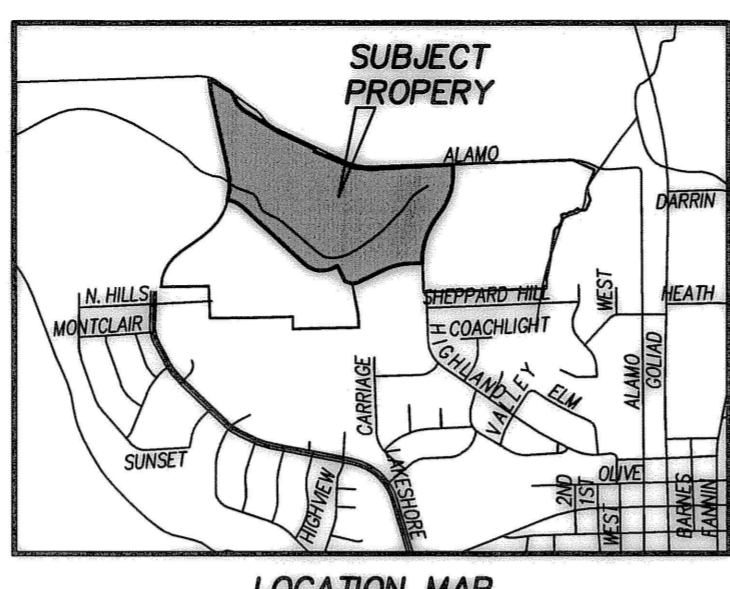 SUBJECT
PROPERY
ALAMO
DARRIN
N. HILLS
SHEPPARD HILL
WEST
HEATH
MONTCLAIR
COACHLIGHT
HIGHLAND
CARRIAGE
VALLEY
ELM
ALAMO
GOLIAD
SUNSET
HIGHVIEW
LAKESHORE
OLIVE
2ND
1ST
WEST
BARNES
FANNIN
LOCATION MAP